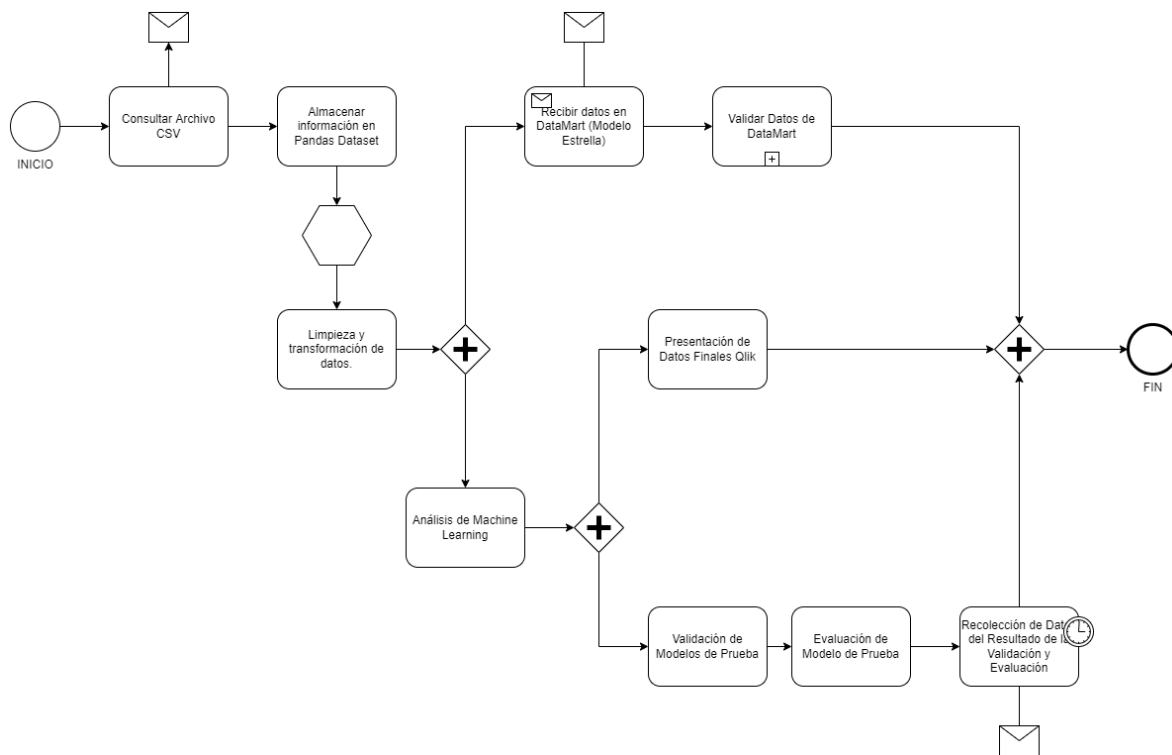 INICIO
Consultar Archivo
CSV
Almacenar
información en
Pandas Dataset
Recibir datos en
DataMart (Modelo
Estrella)
Validar Datos de
DataMart
Limpieza y
transformación de
datos.
Presentación de
Datos Finales Qlik
FIN
Análisis de Machine
Learning
Validación de
Modelos de Prueba
Evaluación de
Modelo de Prueba
Recolección de
del Resultado de
Validación y
Evaluación